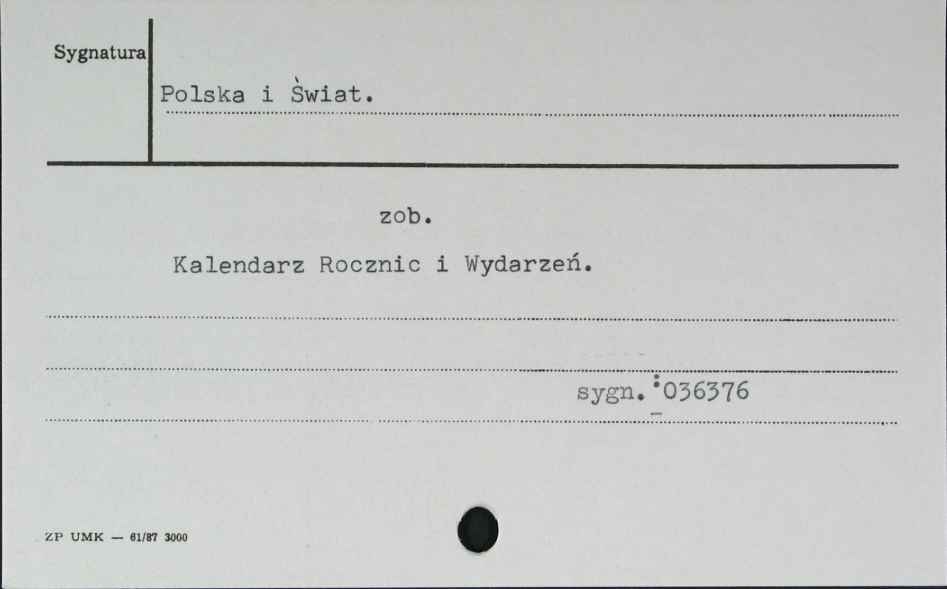 Sygnatura
Polska i Świat.
zob.
Kalendarz Rocznic i Wydarzeń.
sygn.:036376
ZP UMK — 61/87 3000